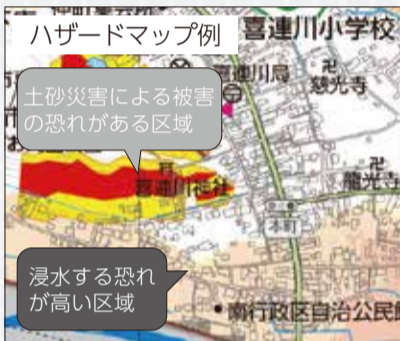 ハザードマップ例
喜連川小学校
土砂災害による被害
の恐れがある区域
喜連川局
卍
慈光寺
喜連川神社
卍
龍光寺
本町
浸水する恐れ
が高い区域
南行政区自治公民館